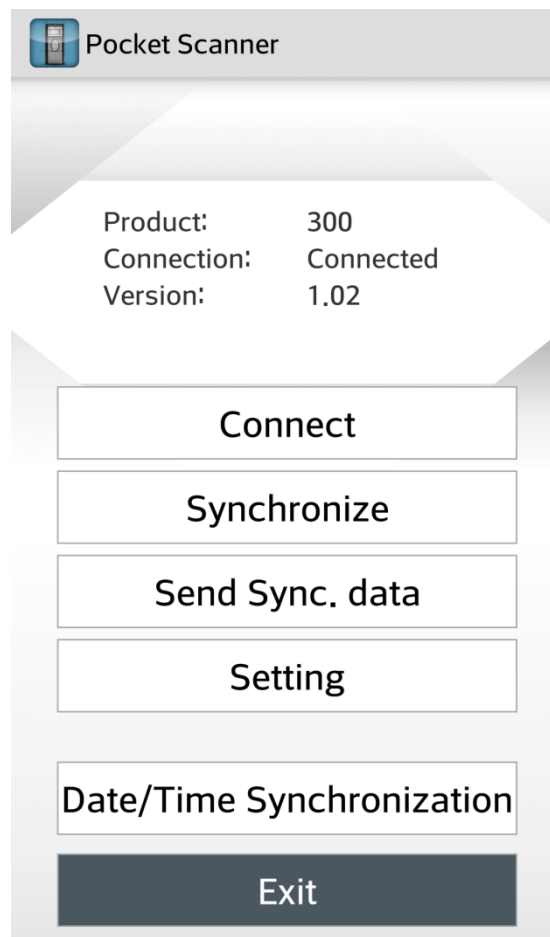 Pocket Scanner
Product: 300
Connection: Connected
Version: 1.02
Connect
Synchronize
Send Sync. data
Setting
Date/Time Synchronization
Exit